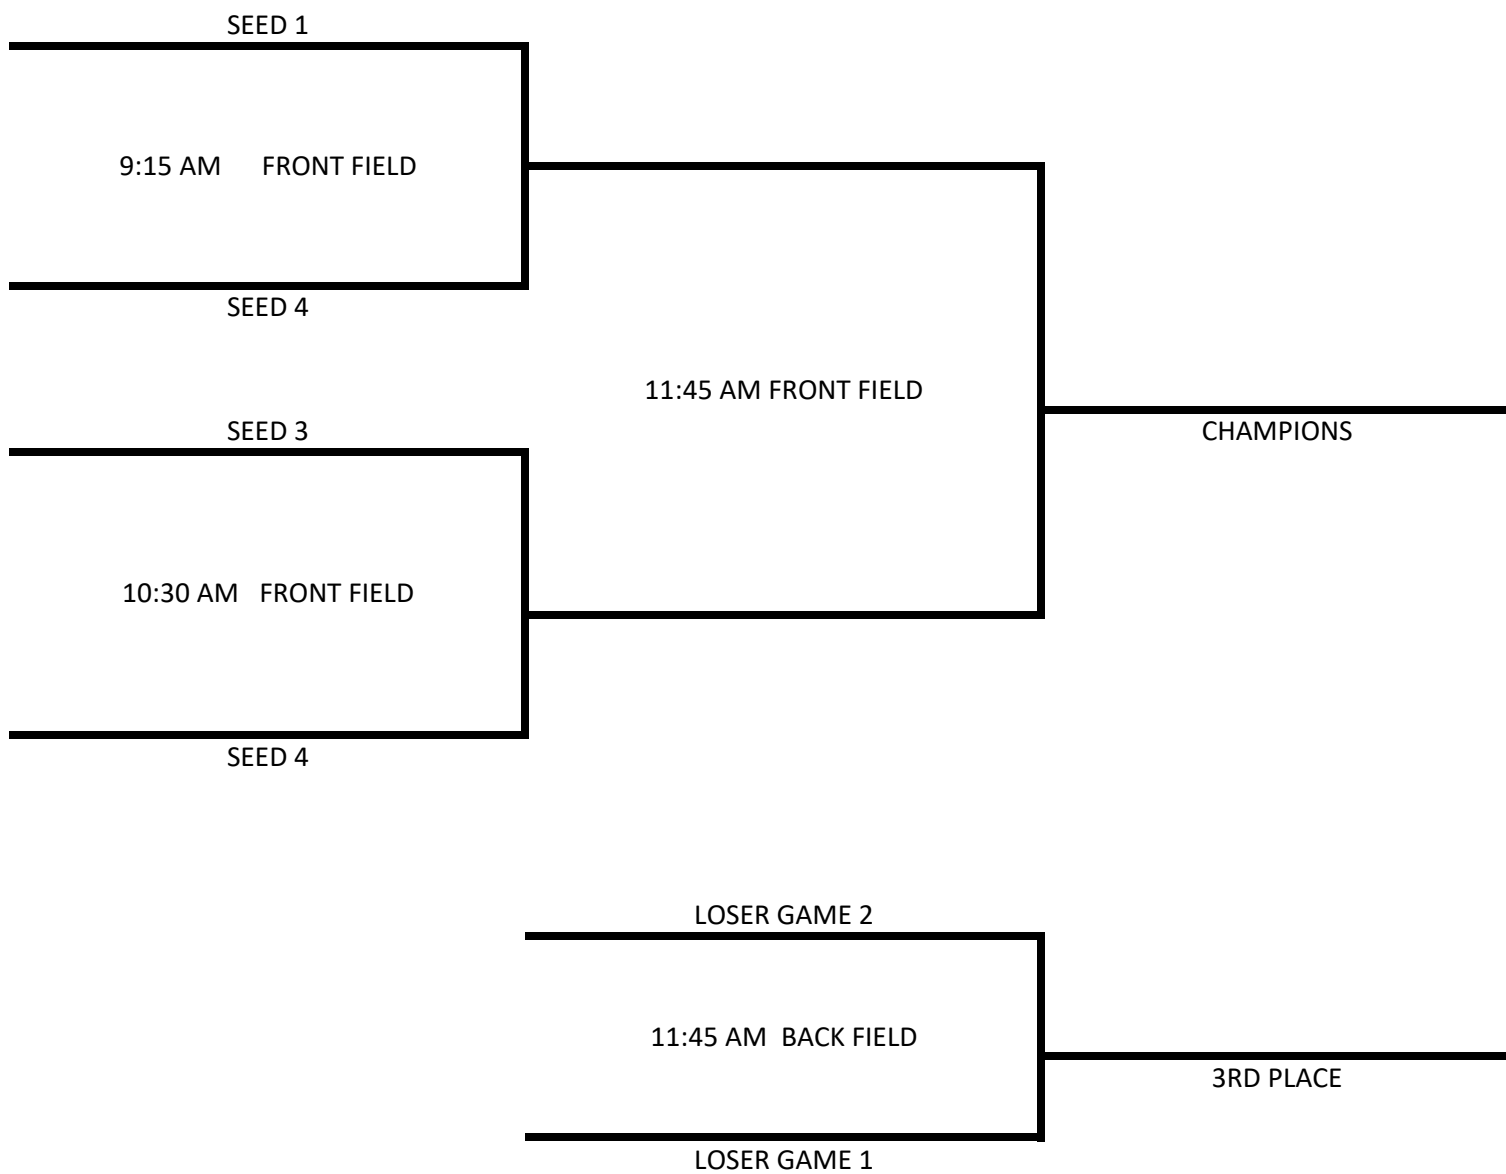 SEED 1
9:15 AM FRONT FIELD
SEED 4
11:45 AM FRONT FIELD
SEED 3
CHAMPIONS
10:30 AM FRONT FIELD
SEED 4
LOSER GAME 2
11:45 AM BACK FIELD
3RD PLACE
LOSER GAME 1